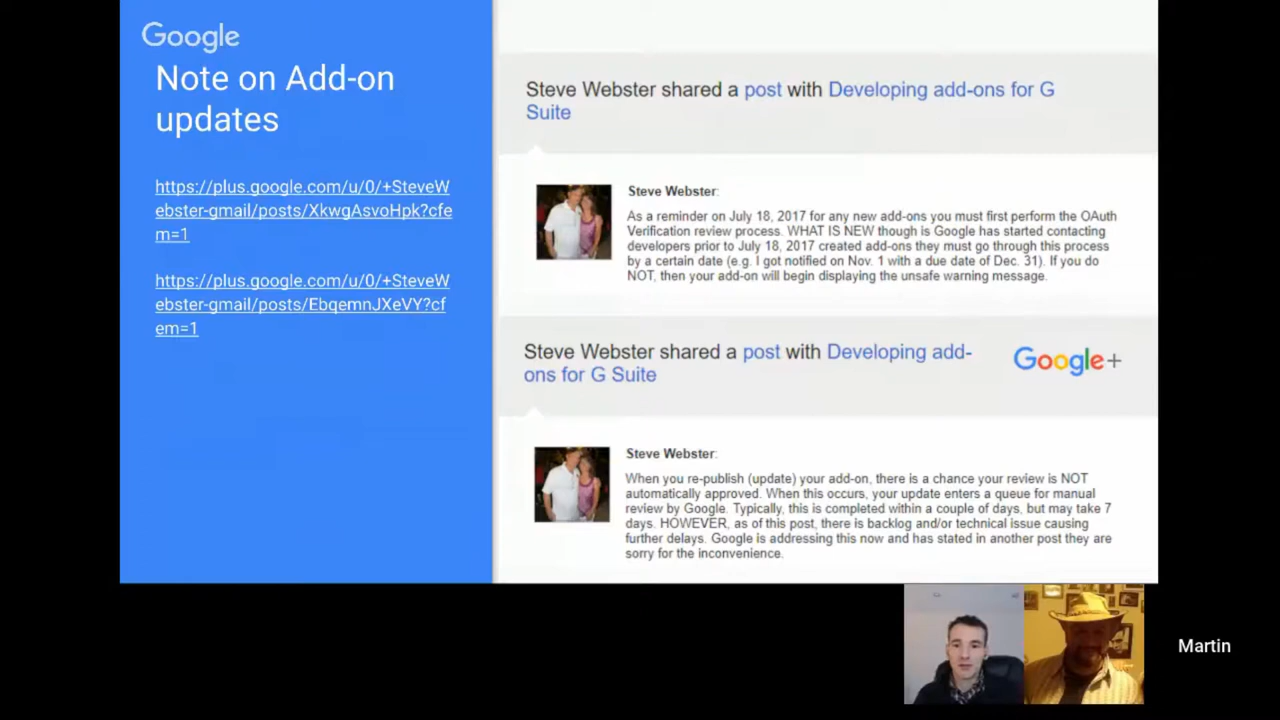 Google
Note on Add-on
updates
https://plus.google.com/u/0/+SteveW
ebster-gmail/posts/XkwgAsvoHpk?cfe
m=1
https://plus.google.com/u/0/+SteveW
ebster-gmail/posts/EbqemnJXeVY?cf
em=1
Steve Webster shared a post with Developing add-ons for G
Suite
Steve Webster:
As a reminder on July 18, 2017 for any new add-ons you must first perform the OAuth
Verification review process. WHAT IS NEW though is Google has started contacting
developers prior to July 18, 2017 created add-ons they must go through this process
by a certain date (e.g. I got notified on Nov. 1 with a due date of Dec. 31). If you do
NOT, then your add-on will begin displaying the unsafe warning message.
Steve Webster shared a post with Developing add-
ons for G Suite
Google+
Steve Webster:
When you re-publish (update) your add-on, there is a chance your review is NOT
automatically approved. When this occurs, your update enters a queue for manual
review by Google. Typically, this is completed within a couple of days, but may take 7
days. HOWEVER, as of this post, there is backlog and/or technical issue causing
further delays. Google is addressing this now and has stated in another post they are
sorry for the inconvenience.
Martin